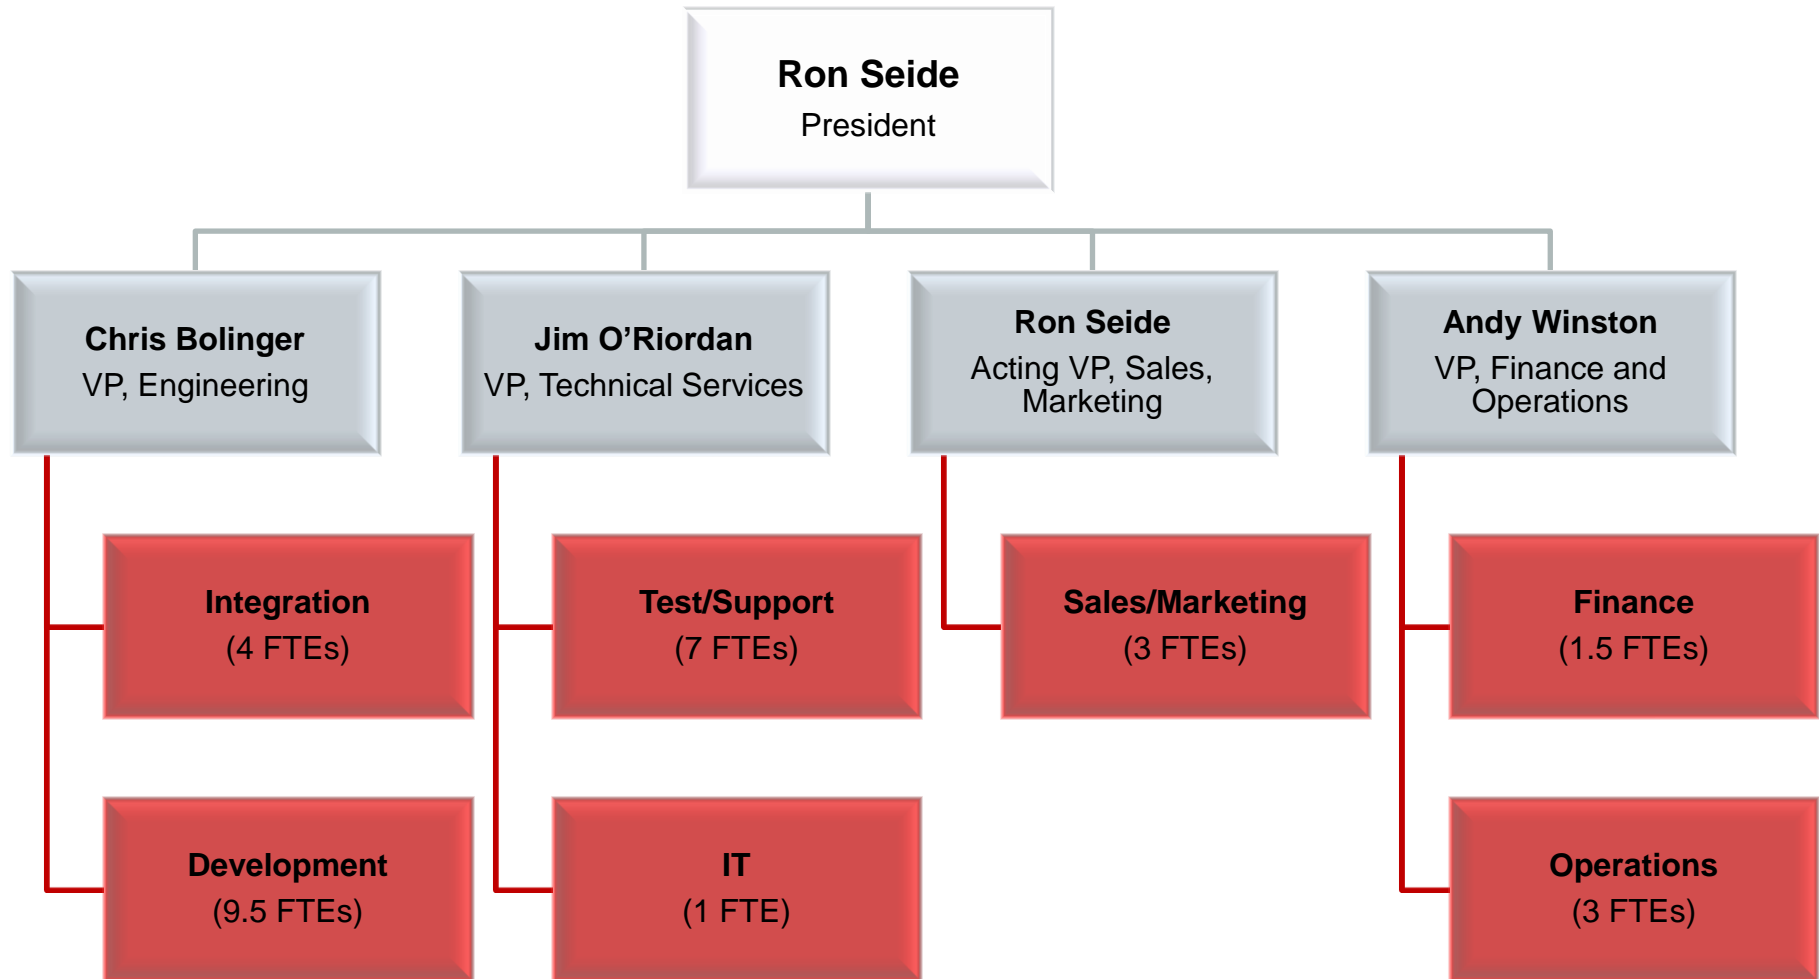 Ron Seide
President
Chris Bolinger
VP, Engineering
Jim O’Riordan
VP, Technical Services
Ron Seide
Acting VP, Sales,
Marketing
Andy Winston
VP, Finance and
Operations
Integration
(4 FTEs)
Test/Support
(7 FTEs)
Sales/Marketing
(3 FTEs)
Finance
(1.5 FTEs)
Development
(9.5 FTEs)
IT
(1 FTE)
Operations
(3 FTEs)